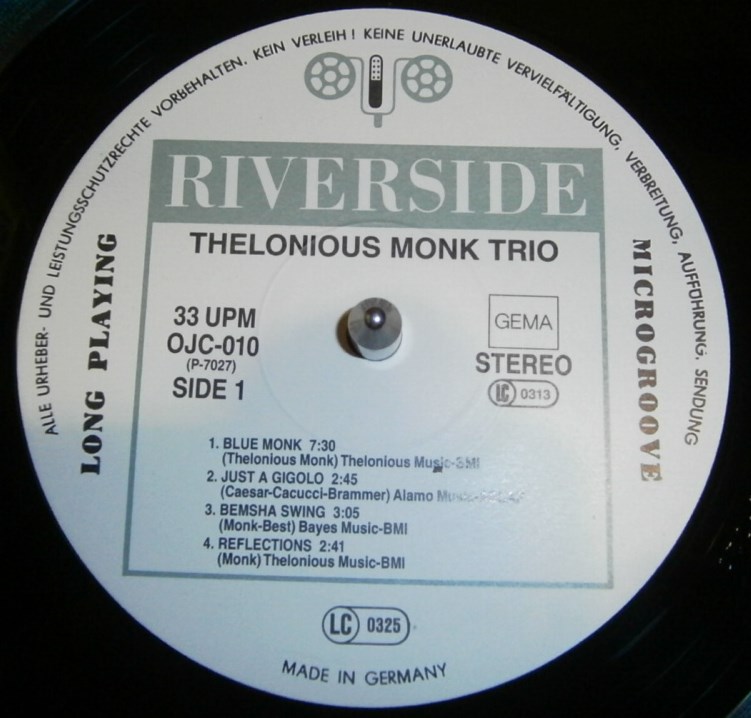 ALLE URHEBER- UND LEISTUNGSSCHUTZRECHTE VORBEHALTEN. KEIN VERLEIH! KEINE UNERLAUBTE VERVIELFÄLTIGUNG, VERBREITUNG, AUFFÜHRUNG, SENDUNG
RIVERSIDE
THELONIOUS MONK TRIO
LONG PLAYING
MICROGROOVE
33 UPM
OJC-010
(P-7027)
SIDE 1
GEMA
STEREO
LC 0313
1. BLUE MONK 7:30
(Thelonious Monk) Thelonious Music-BMI
2. JUST A GIGOLO 2:45
(Caesar-Cacucci-Brammer) Alamo
3. BEMSHA SWING 3:05
(Monk-Best) Bayes Music-BMI
4. REFLECTIONS 2:41
(Monk) Thelonious Music-BMI
LC 0325
MADE IN GERMANY